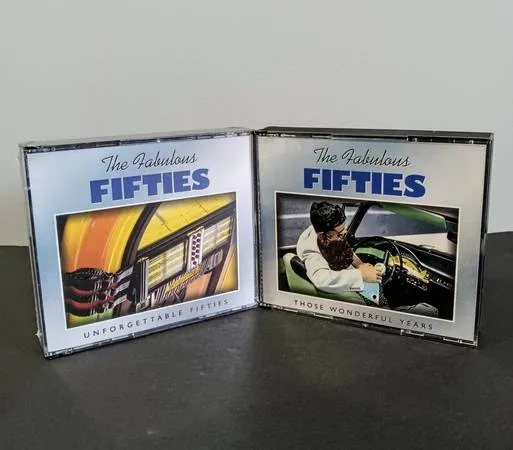 The Fabulous
FIFTIES
UNFORGETTABLE FIFTIES
The Fabulous
FIFTIES
THOSE WONDERFUL YEARS